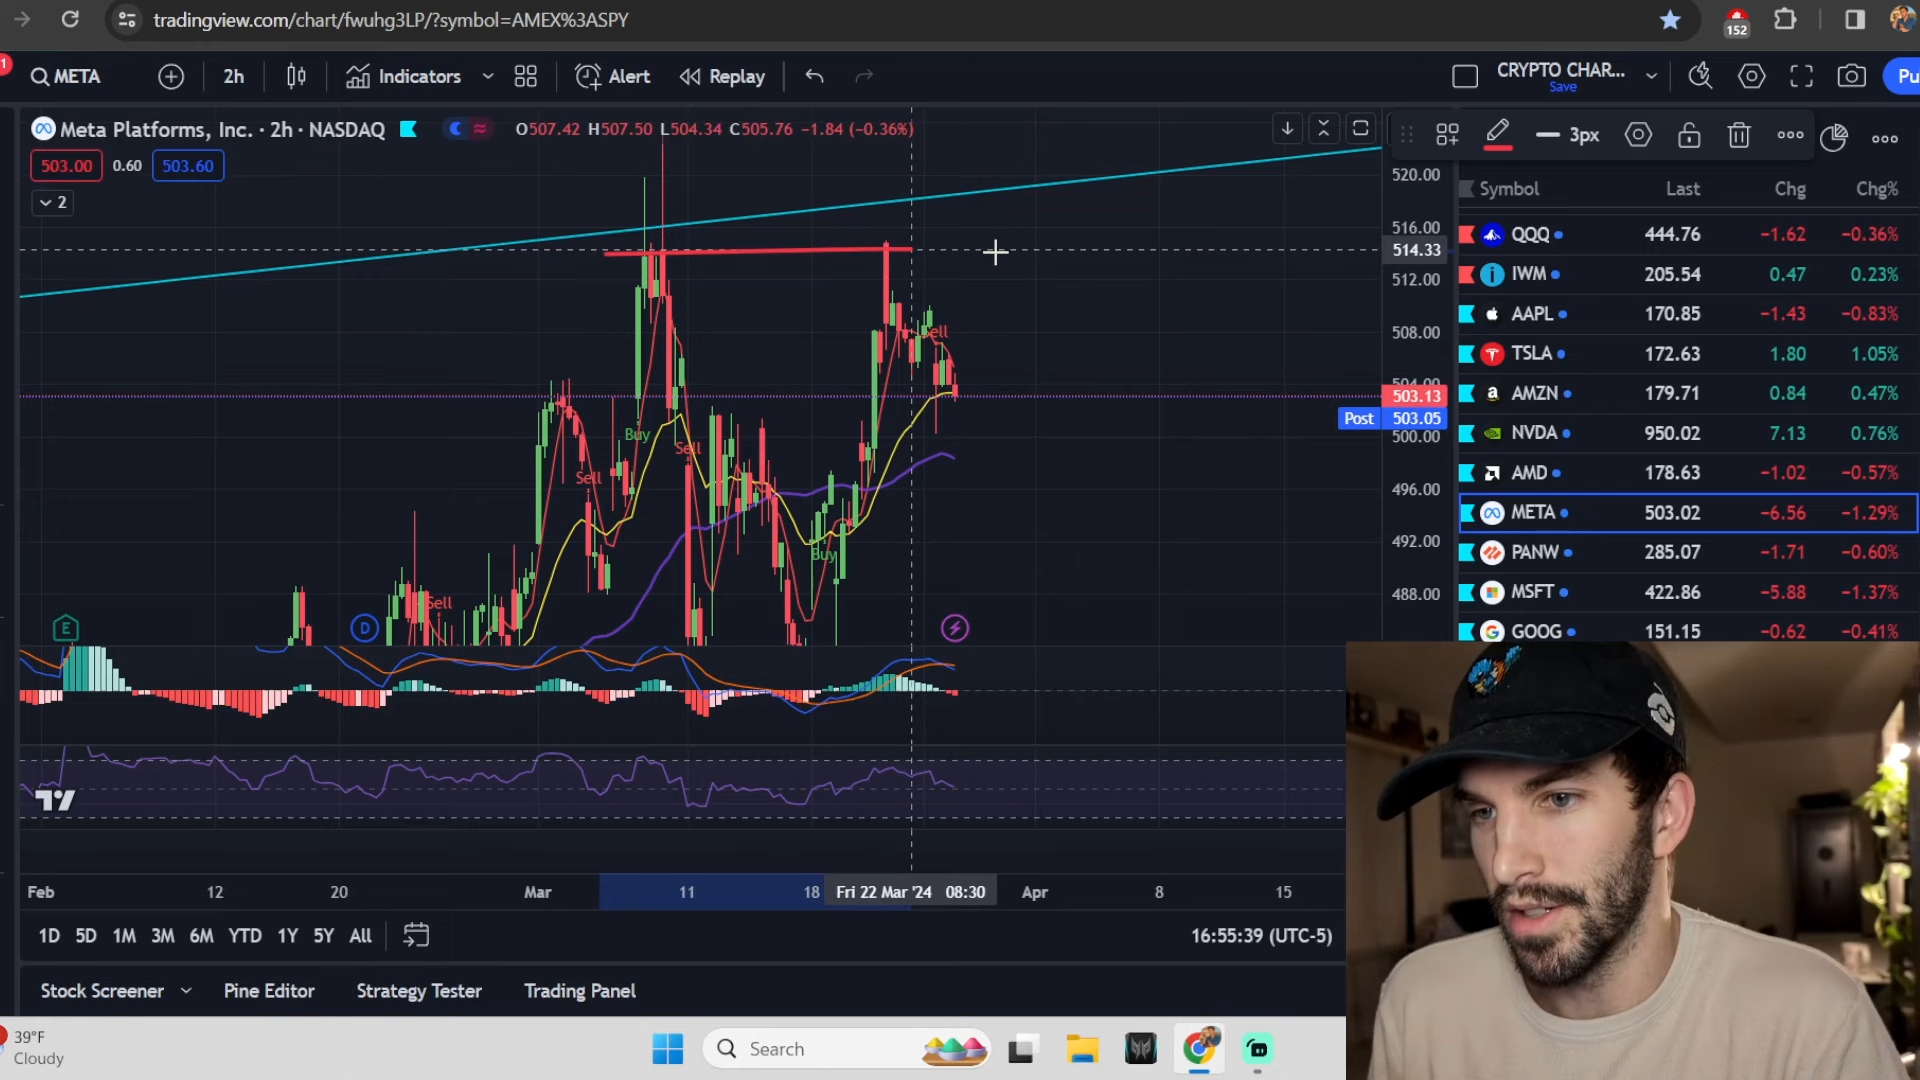 tradingview.com/chart/fwuhg3LP/?symbol=AMEX%3ASPY
152
1
META
2h
Indicators
Alert
Replay
CRYPTO CHAR...
Save
Pu
Meta Platforms, Inc. · 2h · NASDAQ
O507.42 H507.50 L504.34 C505.76 −1.84 (−0.36%)
503.00 0.60 503.60
2
3px
Symbol Last Chg Chg%
QQQ 444.76 −1.62 −0.36%
IWM 205.54 0.47 0.23%
AAPL 170.85 −1.43 −0.83%
TSLA 172.63 1.80 1.05%
AMZN 179.71 0.84 0.47%
NVDA 950.02 7.13 0.76%
AMD 178.63 −1.02 −0.57%
META 503.02 −6.56 −1.29%
PANW 285.07 −1.71 −0.60%
MSFT 422.86 −5.88 −1.37%
GOOG 151.15 −0.62 −0.41%
520.00
516.00
514.33
512.00
508.00
504.00
503.13
Post 503.05
500.00
496.00
492.00
488.00
Sell
Buy
Sell
Sell
Buy
Sell
E
D
Feb 12 20 Mar 11 18 Fri 22 Mar '24 08:30 Apr 8 15
1D 5D 1M 3M 6M YTD 1Y 5Y All
16:55:39 (UTC-5)
Stock Screener Pine Editor Strategy Tester Trading Panel
39°F
Cloudy
Search